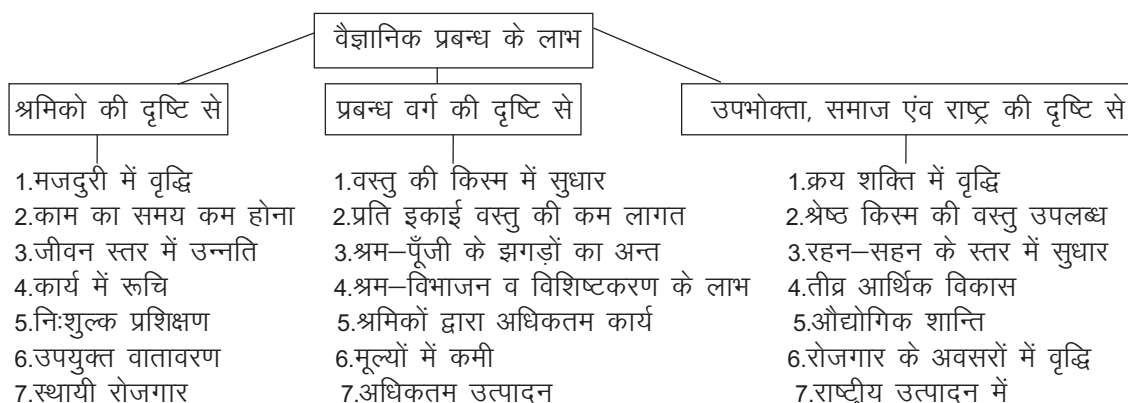 वैज्ञानिक प्रबन्ध के लाभ
श्रमिको की दृष्टि से
1.मजदुरी में वृद्धि
2.काम का समय कम होना
3.जीवन स्तर में उन्नति
4.कार्य में रूचि
5.निःशुल्क प्रशिक्षण
6.उपयुक्त वातावरण
7.स्थायी रोजगार
प्रबन्ध वर्ग की दृष्टि से
1.वस्तु की किस्म में सुधार
2.प्रति इकाई वस्तु की कम लागत
3.श्रम–पूँजी के झगड़ों का अन्त
4.श्रम–विभाजन व विशिष्टकरण के लाभ
5.श्रमिकों द्वारा अधिकतम कार्य
6.मूल्यों में कमी
7.अधिकतम उत्पादन
उपभोक्ता, समाज एंव राष्ट्र की दृष्टि से
1.क्रय शक्ति में वृद्धि
2.श्रेष्ठ किस्म की वस्तु उपलब्ध
3.रहन–सहन के स्तर में सुधार
4.तीव्र आर्थिक विकास
5.औद्योगिक शान्ति
6.रोजगार के अवसरों में वृद्धि
7.राष्ट्रीय उत्पादन में